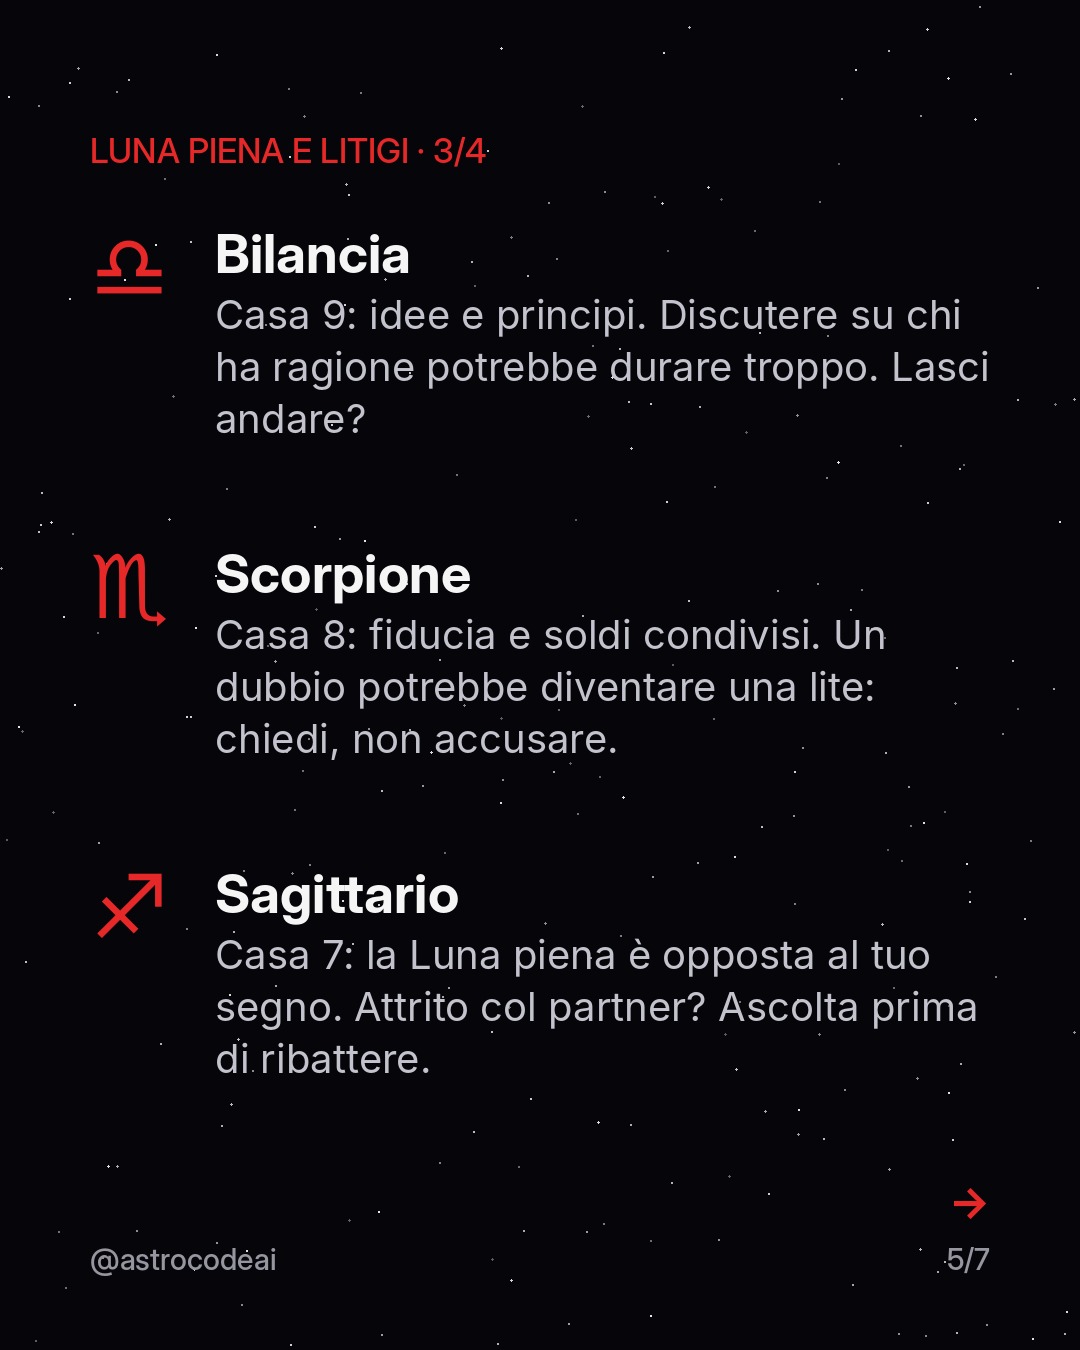 LUNA PIENA E LITIGI · 3/4
♎ Bilancia
Casa 9: idee e principi. Discutere su chi
ha ragione potrebbe durare troppo. Lasci
andare?
♏ Scorpione
Casa 8: fiducia e soldi condivisi. Un
dubbio potrebbe diventare una lite:
chiedi, non accusare.
♐ Sagittario
Casa 7: la Luna piena è opposta al tuo
segno. Attrito col partner? Ascolta prima
di ribattere.
→
@astrocodeai
5/7